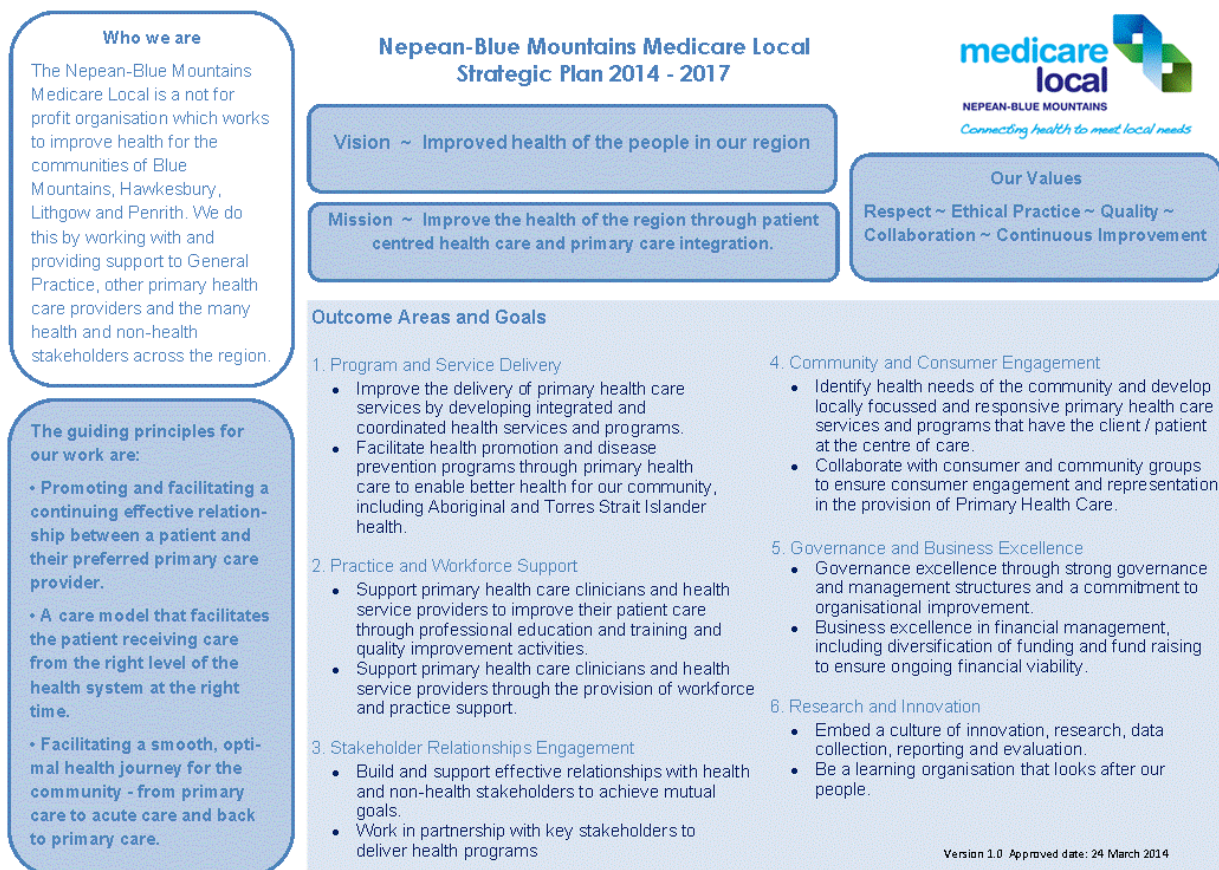 Who we are
The Nepean-Blue Mountains
Medicare Local is a not for
profit organisation which works
to improve health for the
communities of Blue
Mountains, Hawkesbury,
Lithgow and Penrith. We do
this by working with and
providing support to General
Practice, other primary health
care providers and the many
health and non-health
stakeholders across the region.
The guiding principles for
our work are:
• Promoting and facilitating a
continuing effective relation-
ship between a patient and
their preferred primary care
provider.
• A care model that facilitates
the patient receiving care
from the right level of the
health system at the right
time.
• Facilitating a smooth, opti-
mal health journey for the
community - from primary
care to acute care and back
to primary care.
Nepean-Blue Mountains Medicare Local
Strategic Plan 2014 - 2017
Vision ~ Improved health of the people in our region
Mission ~ Improve the health of the region through patient
centred health care and primary care integration.
medicare
local
NEPEAN-BLUE MOUNTAINS
Connecting health to meet local needs
Our Values
Respect ~ Ethical Practice ~ Quality ~
Collaboration ~ Continuous Improvement
Outcome Areas and Goals
1. Program and Service Delivery
• Improve the delivery of primary health care
services by developing integrated and
coordinated health services and programs.
• Facilitate health promotion and disease
prevention programs through primary health
care to enable better health for our community,
including Aboriginal and Torres Strait Islander
health.
2. Practice and Workforce Support
• Support primary health care clinicians and health
service providers to improve their patient care
through professional education and training and
quality improvement activities.
• Support primary health care clinicians and health
service providers through the provision of workforce
and practice support.
3. Stakeholder Relationships Engagement
• Build and support effective relationships with health
and non-health stakeholders to achieve mutual
goals.
• Work in partnership with key stakeholders to
deliver health programs
4. Community and Consumer Engagement
• Identify health needs of the community and develop
locally focussed and responsive primary health care
services and programs that have the client / patient
at the centre of care.
• Collaborate with consumer and community groups
to ensure consumer engagement and representation
in the provision of Primary Health Care.
5. Governance and Business Excellence
• Governance excellence through strong governance
and management structures and a commitment to
organisational improvement.
• Business excellence in financial management,
including diversification of funding and fund raising
to ensure ongoing financial viability.
6. Research and Innovation
• Embed a culture of innovation, research, data
collection, reporting and evaluation.
• Be a learning organisation that looks after our
people.
Version 1.0 Approved date: 24 March 2014